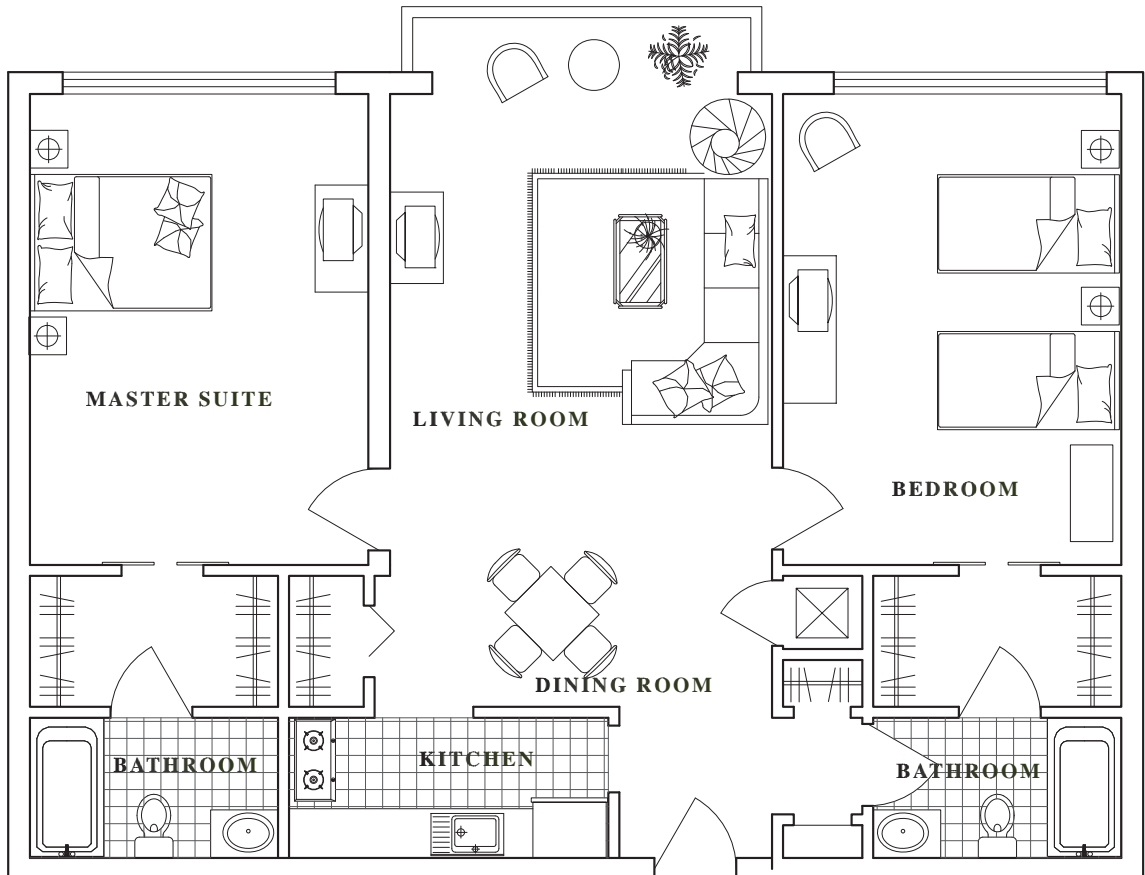 MASTER SUITE
LIVING ROOM
BEDROOM
DINING ROOM
KITCHEN
BATHROOM
BATHROOM